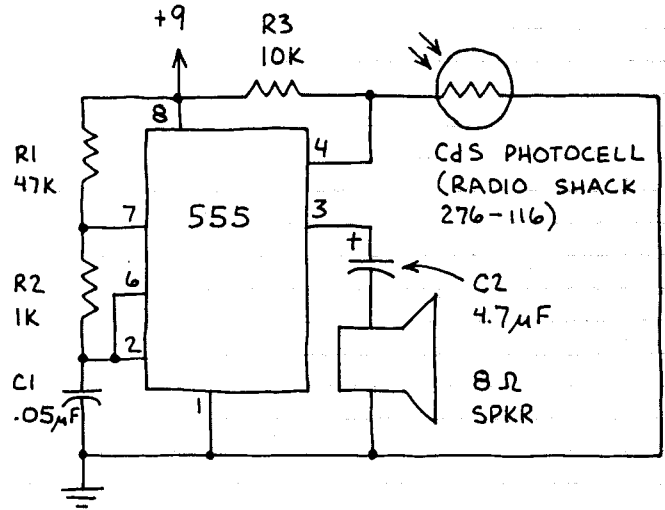 +9
R3
10K
8
4
R1
47K
CdS PHOTOCELL
(RADIO SHACK
276-116)
7
555
3
+
R2
1K
6
C2
4.7μF
2
C1
.05μF
1
8Ω
SPKR